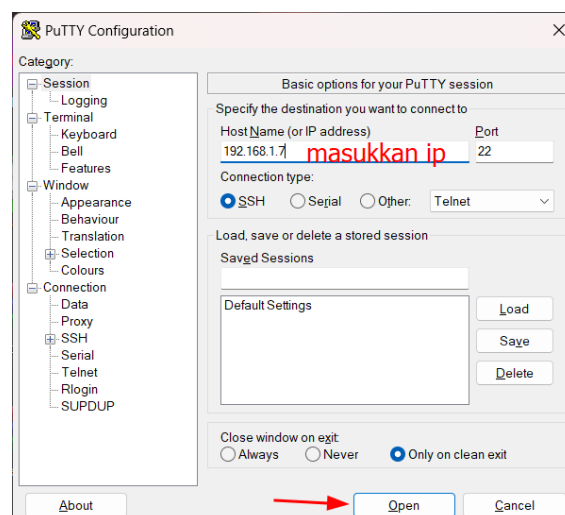 PuTTY Configuration
Category:
Session
Logging
Terminal
Keyboard
Bell
Features
Window
Appearance
Behaviour
Translation
Selection
Colours
Connection
Data
Proxy
SSH
Serial
Telnet
Rlogin
SUPDUP
Basic options for your PuTTY session
Specify the destination you want to connect to
Host Name (or IP address) Port
192.168.1.7 masukkan ip 22
Connection type:
SSH Serial Other: Telnet
Load, save or delete a stored session
Saved Sessions
Default Settings
Load
Save
Delete
Close window on exit:
Always Never Only on clean exit
About Open Cancel